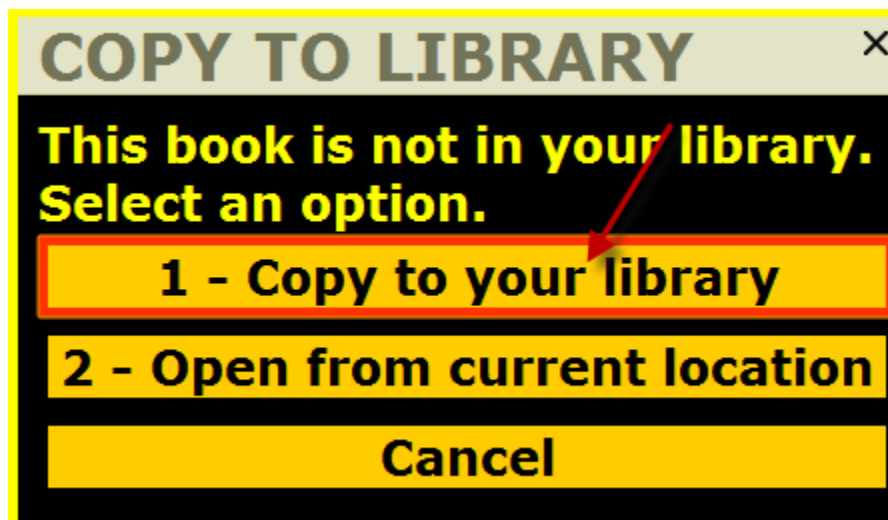 COPY TO LIBRARY
This book is not in your library.
Select an option.
1 - Copy to your library
2 - Open from current location
Cancel